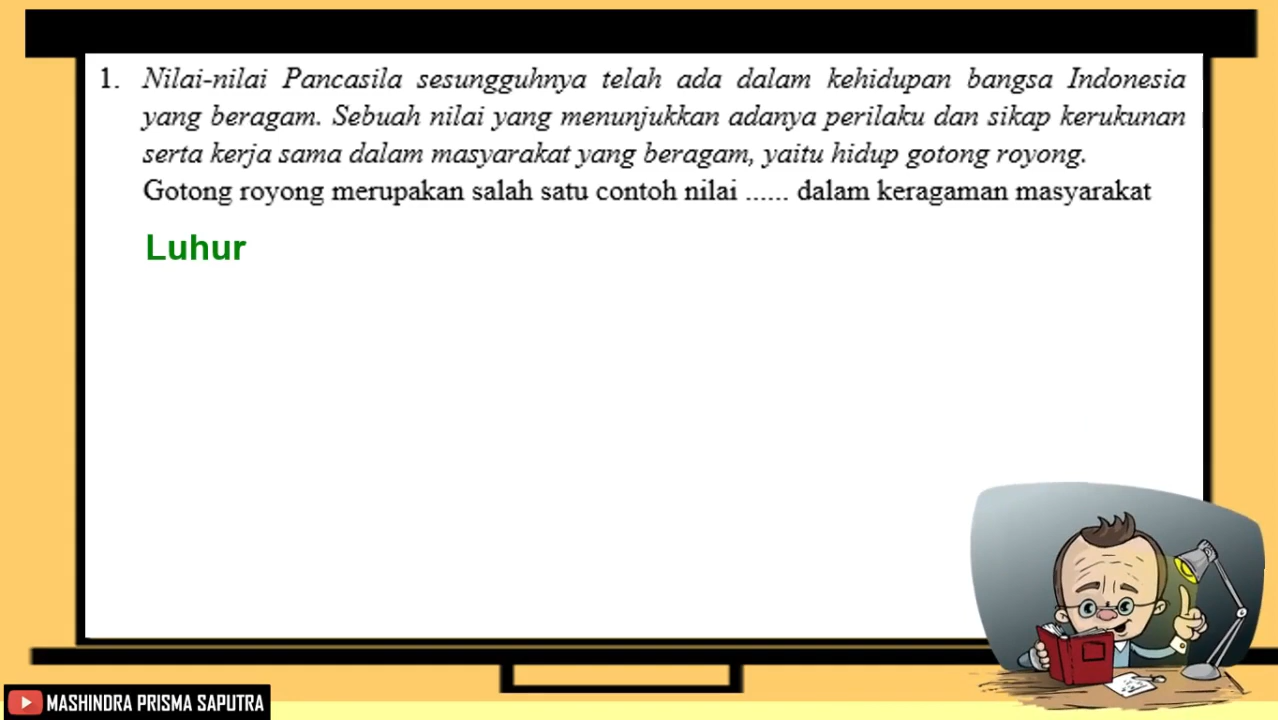 1. Nilai-nilai Pancasila sesungguhnya telah ada dalam kehidupan bangsa Indonesia
yang beragam. Sebuah nilai yang menunjukkan adanya perilaku dan sikap kerukunan
serta kerja sama dalam masyarakat yang beragam, yaitu hidup gotong royong.
Gotong royong merupakan salah satu contoh nilai ...... dalam keragaman masyarakat
Luhur
MASHINDRA PRISMA SAPUTRA